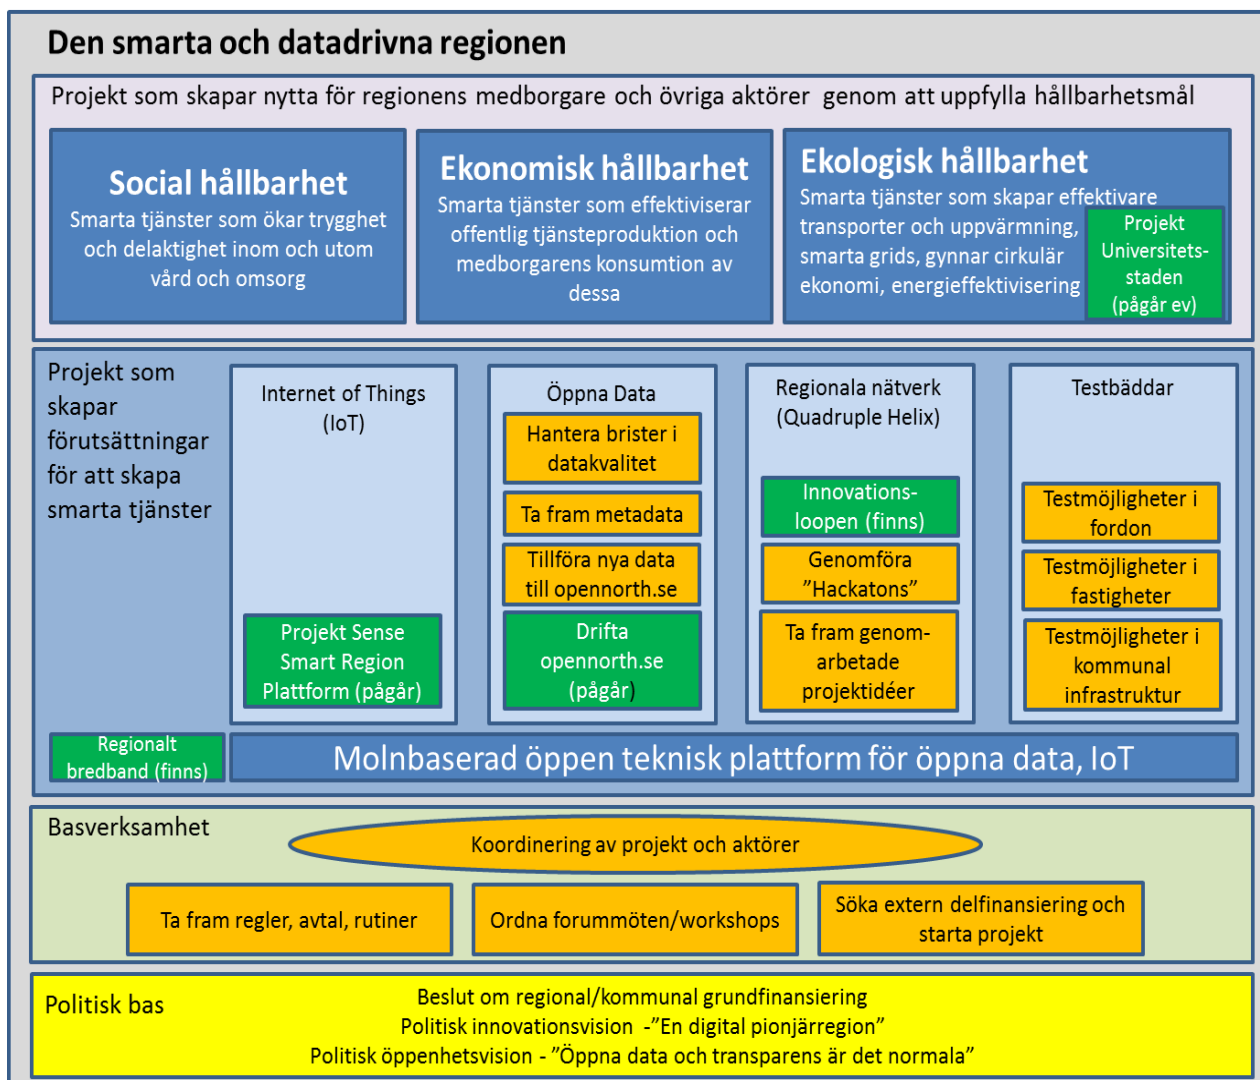 Den smarta och datadrivna regionen
Projekt som skapar nytta för regionens medborgare och övriga aktörer genom att uppfylla hållbarhetsmål
Social hållbarhet
Smarta tjänster som ökar trygghet
och delaktighet inom och utom
vård och omsorg
Ekonomisk hållbarhet
Smarta tjänster som effektiviserar
offentlig tjänsteproduktion och
medborgarens konsumtion av
dessa
Ekologisk hållbarhet
Smarta tjänster som skapar effektivare
transporter och uppvärmning,
smarta grids, gynnar cirkulär
ekonomi, energieffektivisering
Projekt
Universitets-
staden
(pågår ev)
Projekt som
skapar
förutsättningar
för att skapa
smarta tjänster
Internet of Things
(IoT)
Projekt Sense
Smart Region
Plattform (pågår)
Öppna Data
Hantera brister i
datakvalitet
Ta fram metadata
Tillföra nya data
till opennorth.se
Drifta
opennorth.se
(pågår)
Regionala nätverk
(Quadruple Helix)
Innovations-
loopen (finns)
Genomföra
”Hackatons”
Ta fram genom-
arbetade
projektidéer
Testbäddar
Testmöjligheter i
fordon
Testmöjligheter i
fastigheter
Testmöjligheter i
kommunal
infrastruktur
Regionalt
bredband (finns)
Molnbaserad öppen teknisk plattform för öppna data, IoT
Basverksamhet
Koordinering av projekt och aktörer
Ta fram regler, avtal, rutiner
Ordna forummöten/workshops
Söka extern delfinansiering och
starta projekt
Politisk bas
Beslut om regional/kommunal grundfinansiering
Politisk innovationsvision -”En digital pionjärregion”
Politisk öppenhetsvision - ”Öppna data och transparens är det normala”